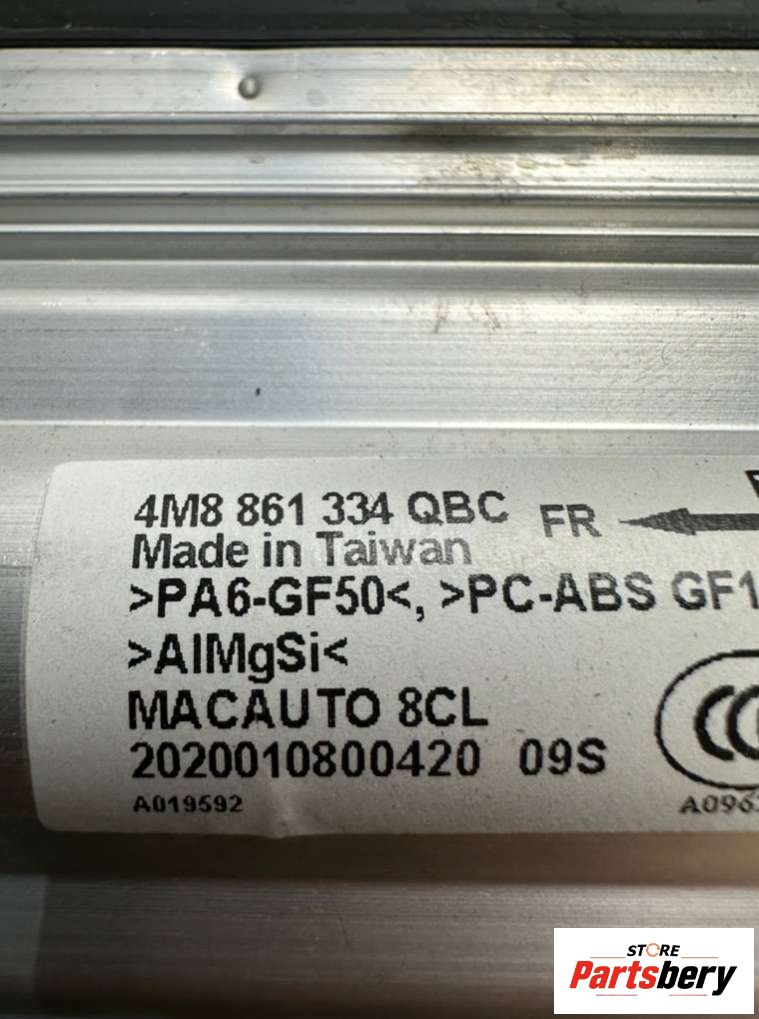 4M8 861 334 QBC FR
Made in Taiwan
>PA6-GF50<, >PC-ABS GF1
>AlMgSi<
MACAUTO 8CL
2020010800420 09S
A019592 A096
STORE
Partsbery